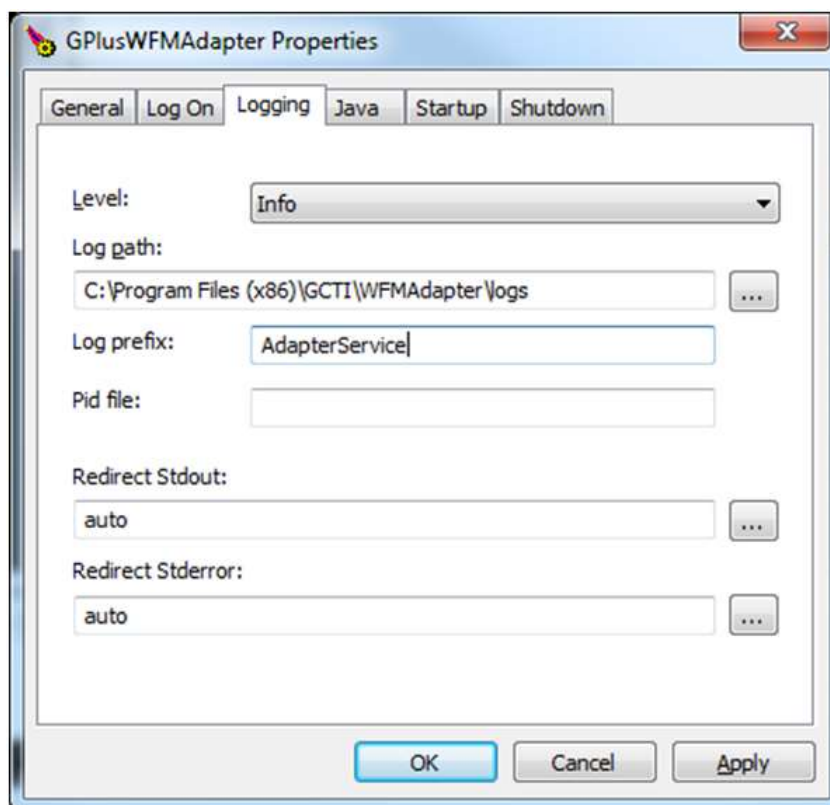 GPlusWFMAdapter Properties
General Log On Logging Java Startup Shutdown
Level: Info
Log path:
C:\Program Files (x86)\GCTI\WFMAdapter\logs
...
Log prefix: AdapterService
Pid file:
Redirect Stdout:
auto
...
Redirect Stderror:
auto
...
OK Cancel Apply